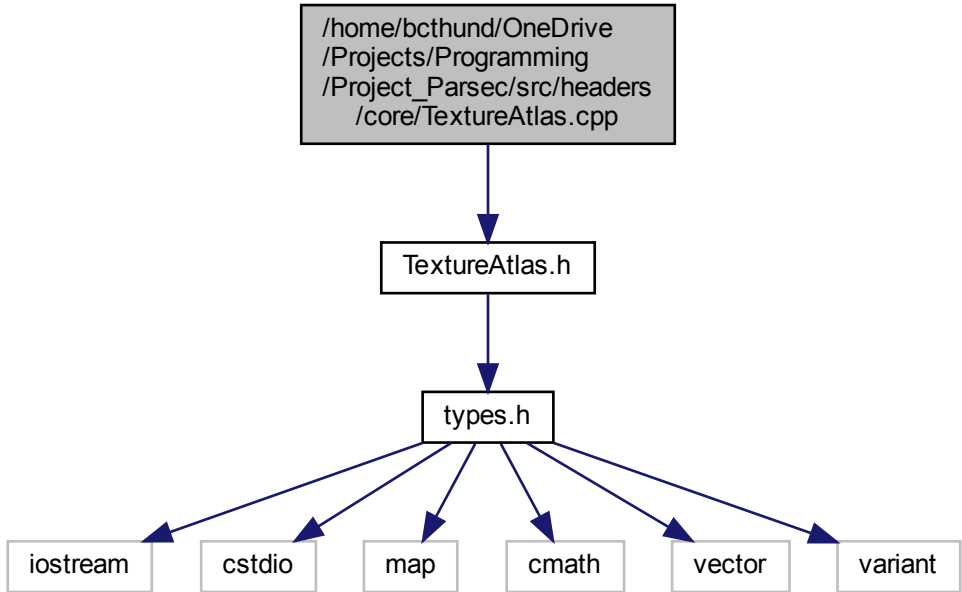 /home/bcthund/OneDrive
/Projects/Programming
/Project_Parsec/src/headers
/core/TextureAtlas.cpp
TextureAtlas.h
types.h
iostream
cstdio
map
cmath
vector
variant